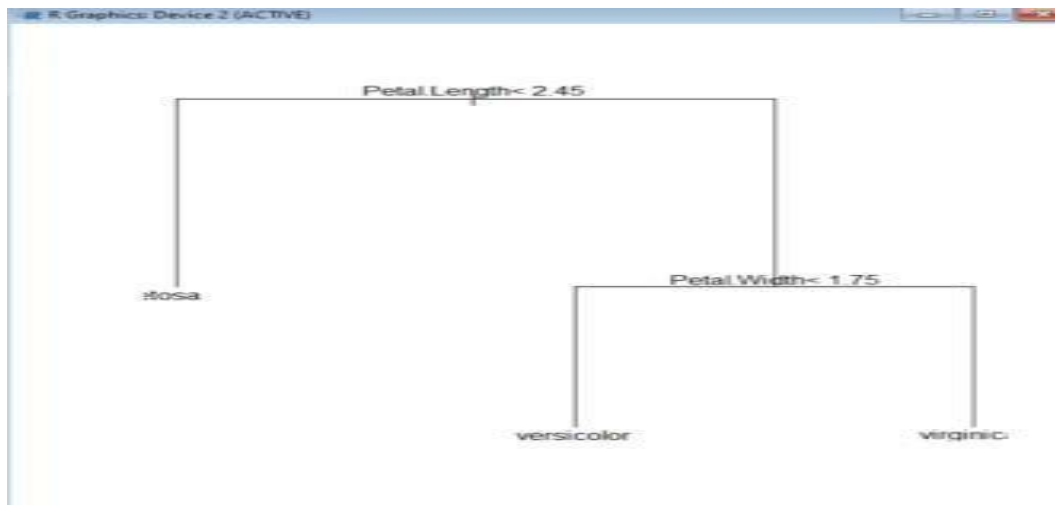 R Graphics: Device 2 (ACTIVE)
Petal.Length< 2.45
Petal.Width< 1.75
versicolor